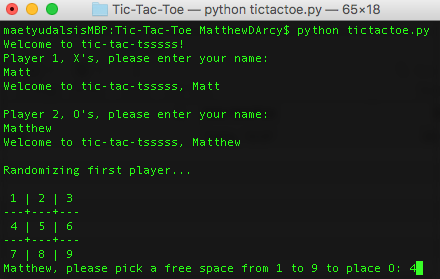 Tic-Tac-Toe — python tictactoe.py — 65×18
maetyudalsisMBP:Tic-Tac-Toe MatthewDArcy$ python tictactoe.py
Welcome to tic-tac-tsssss!
Player 1, X's, please enter your name:
Matt
Welcome to tic-tac-tsssss, Matt
Player 2, O's, please enter your name:
Matthew
Welcome to tic-tac-tsssss, Matthew
Randomizing first player...
1 | 2 | 3
---+---+---
4 | 5 | 6
---+---+---
7 | 8 | 9
Matthew, please pick a free space from 1 to 9 to place O: 4